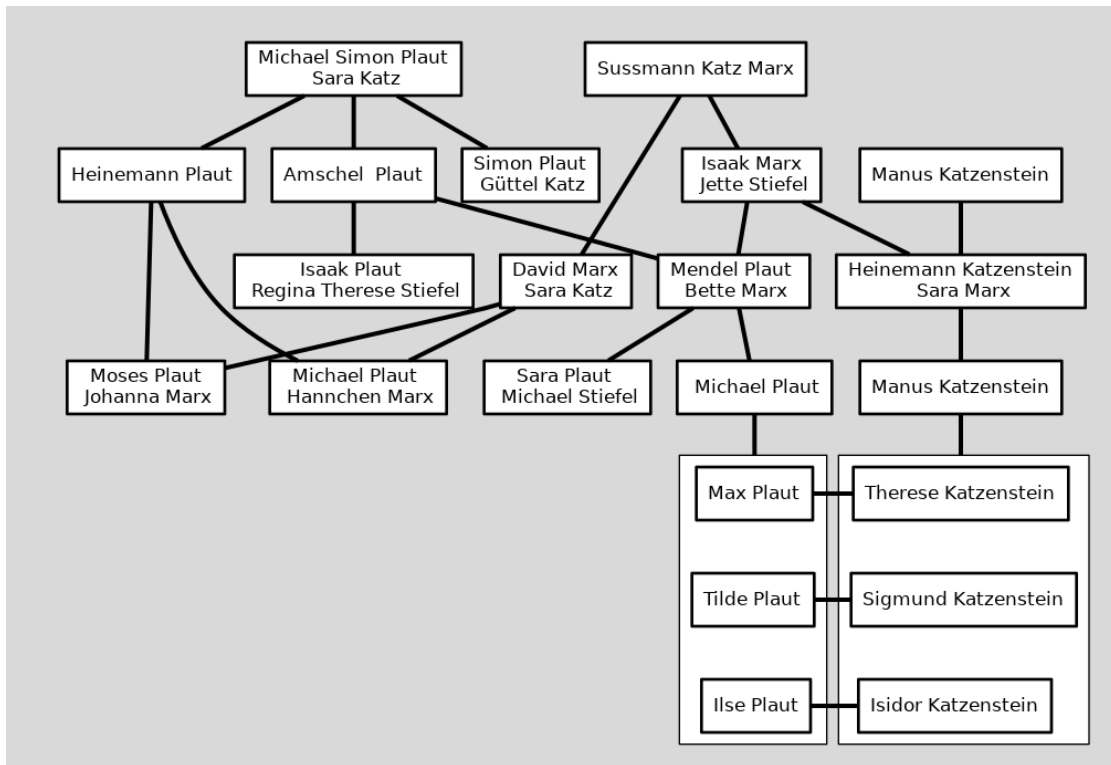 Michael Simon Plaut
Sara Katz
Sussmann Katz Marx
Heinemann Plaut
Amschel  Plaut
Simon Plaut
Güttel Katz
Isaak Marx
Jette Stiefel
Manus Katzenstein
Isaak Plaut
Regina Therese Stiefel
David Marx
Sara Katz
Mendel Plaut
Bette Marx
Heinemann Katzenstein
Sara Marx
Moses Plaut
Johanna Marx
Michael Plaut
Hannchen Marx
Sara Plaut
Michael Stiefel
Michael Plaut
Manus Katzenstein
Max Plaut
Therese Katzenstein
Tilde Plaut
Sigmund Katzenstein
Ilse Plaut
Isidor Katzenstein